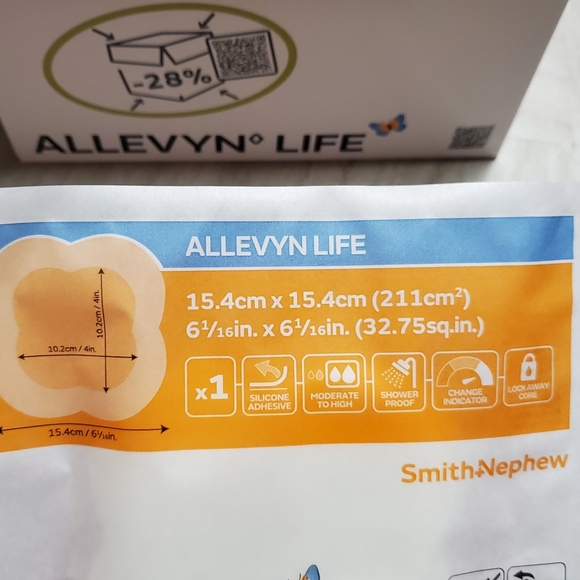 -28%
ALLEVYN◊ LIFE
ALLEVYN LIFE
15.4cm x 15.4cm (211cm²)
6¹/₁₆in. x 6¹/₁₆in. (32.75sq.in.)
10.2cm / 4in.
10.2cm / 4in.
15.4cm / 6¹/₁₆in.
x1
SILICONE
ADHESIVE
MODERATE
TO HIGH
SHOWER
PROOF
CHANGE
INDICATOR
LOCKAWAY
CORE
Smith+Nephew